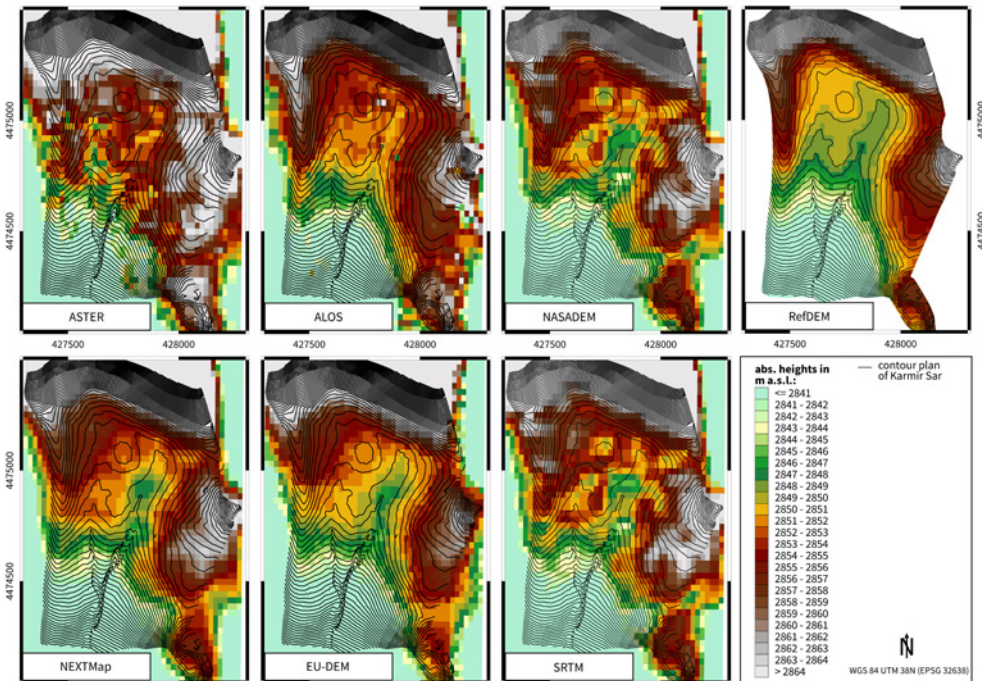 4475000
4474500
ASTER
ALOS
NASADEM
RefDEM
4475000
4474500
427500
428000
427500
428000
4475000
4474500
NEXTMap
EU-DEM
SRTM
427500
428000
427500
428000
abs. heights in
m a.s.l.:
<= 2841
2841 - 2842
2842 - 2843
2843 - 2844
2844 - 2845
2845 - 2846
2846 - 2847
2847 - 2848
2848 - 2849
2849 - 2850
2850 - 2851
2851 - 2852
2852 - 2853
2853 - 2854
2854 - 2855
2855 - 2856
2856 - 2857
2857 - 2858
2858 - 2859
2859 - 2860
2860 - 2861
2861 - 2862
2862 - 2863
2863 - 2864
> 2864
contour plan
of Karmir Sar
N
WGS 84 UTM 38N (EPSG 32638)